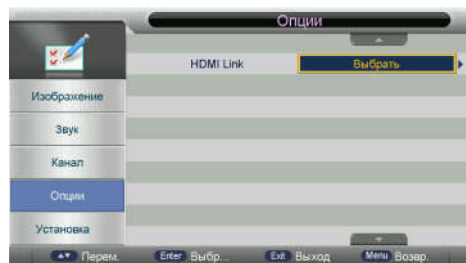 Опции
HDMI Link Выбрать
Изображение
Звук
Канал
Опции
Установка
Перем. Enter Выбр... Exit Выход Menu Возвр.